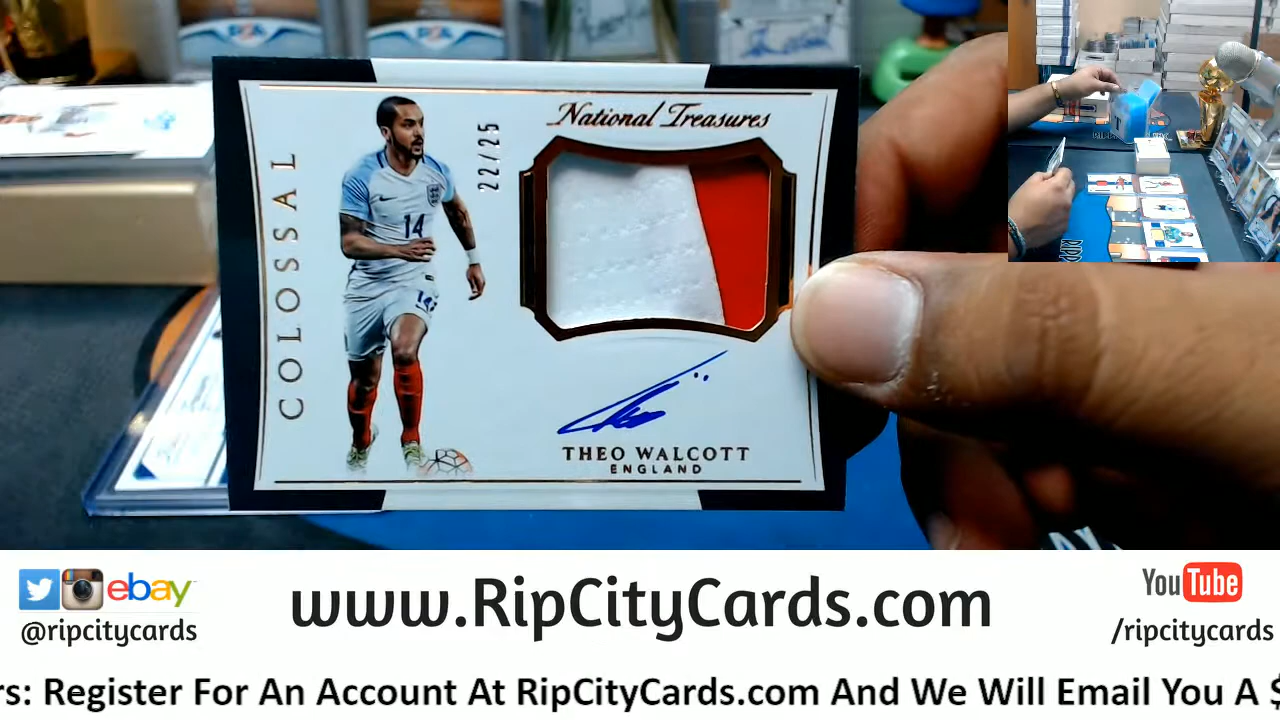 COLOSSAL
National Treasures
22/25
14
14
THEO WALCOTT
ENGLAND
ebay
@ripcitycards
www.RipCityCards.com
YouTube
/ripcitycards
rs: Register For An Account At RipCityCards.com And We Will Email You A $